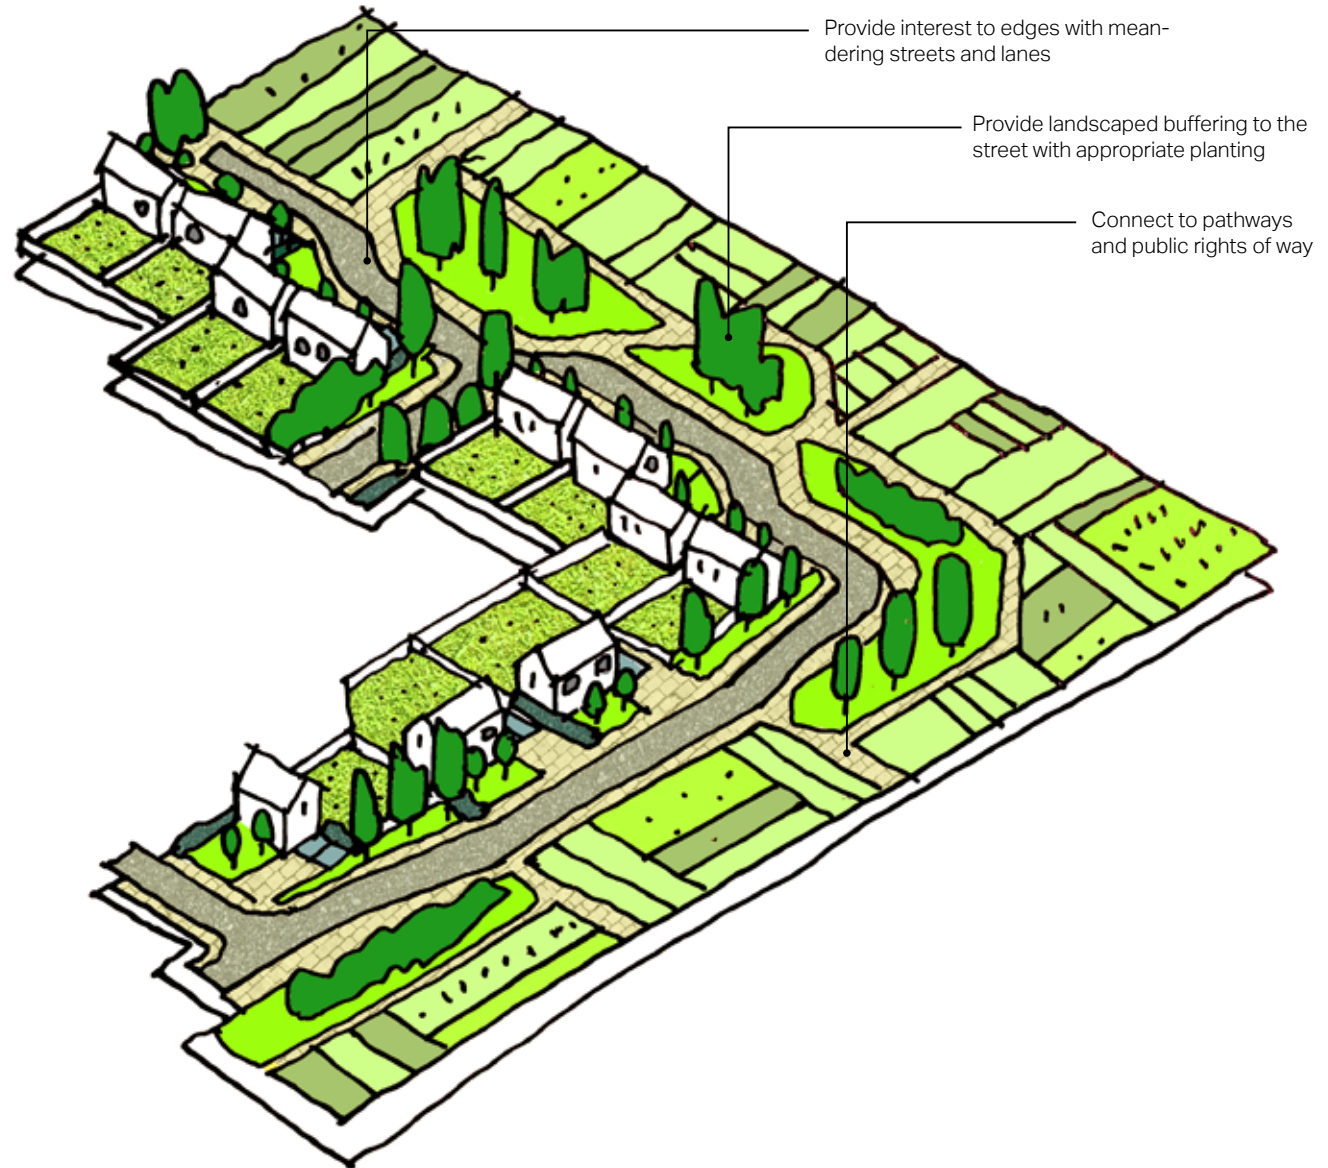 Provide interest to edges with mean-
dering streets and lanes
Provide landscaped buffering to the
street with appropriate planting
Connect to pathways
and public rights of way